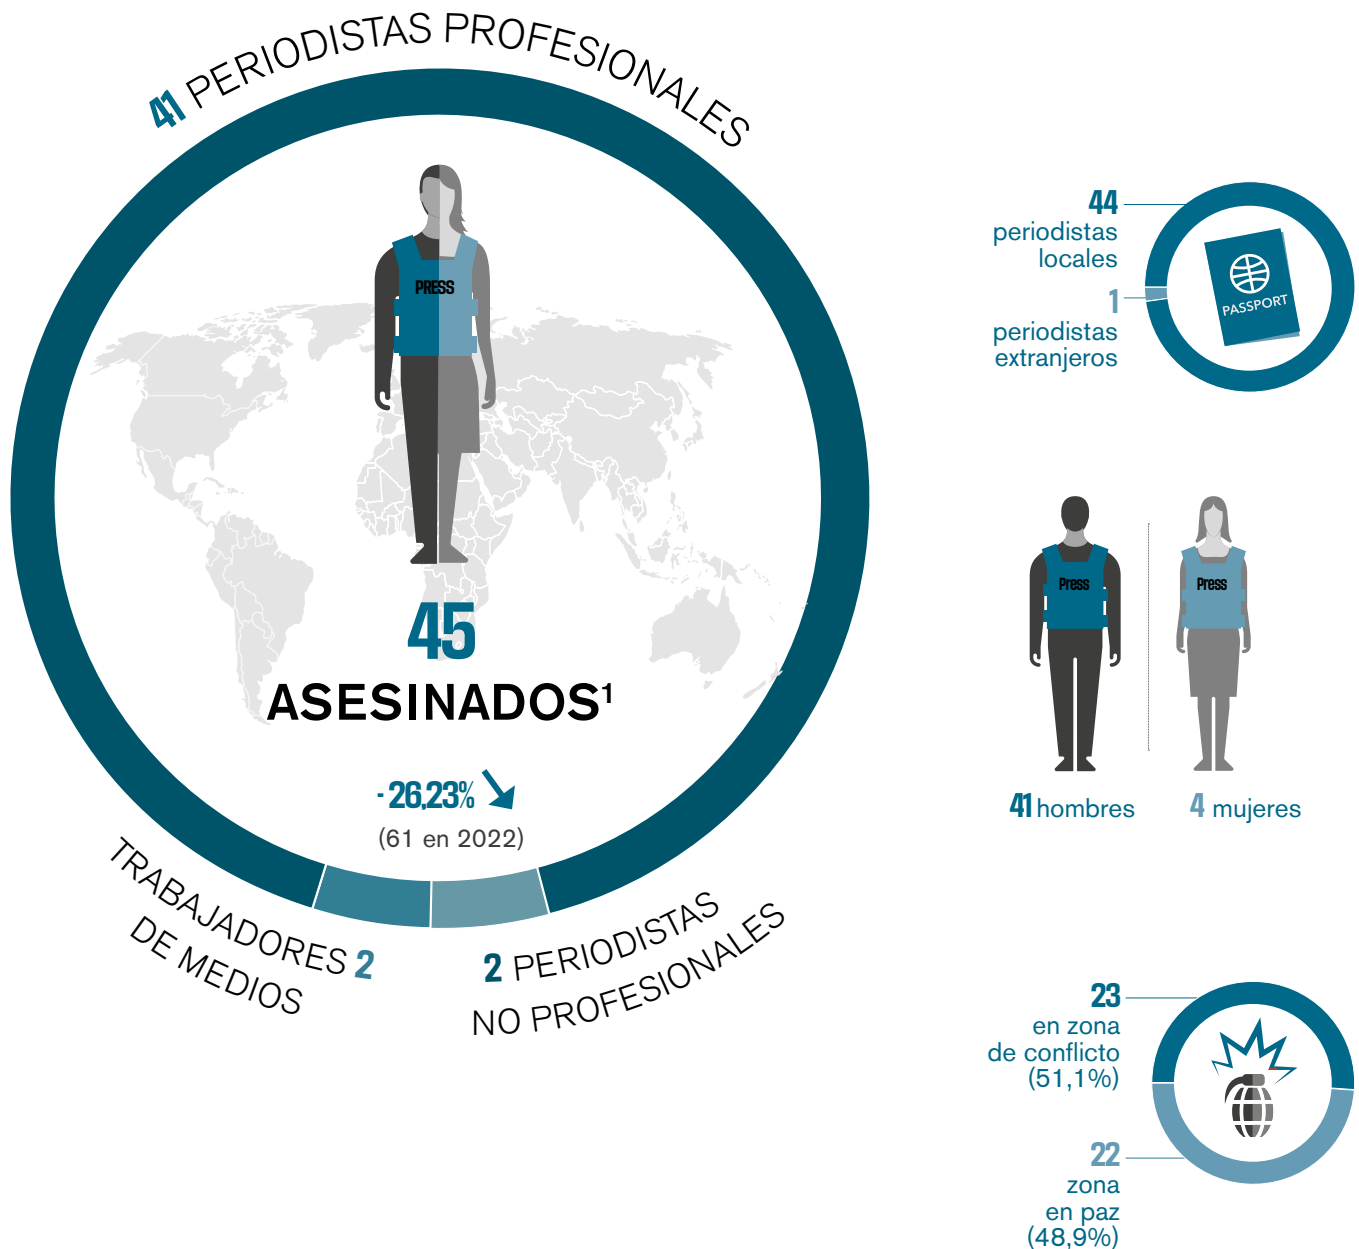 41 PERIODISTAS PROFESIONALES
PRESS
45
ASESINADOS¹
- 26,23%
(61 en 2022)
TRABAJADORES 2
DE MEDIOS
2 PERIODISTAS
NO PROFESIONALES
44
periodistas
locales
1
periodistas
extranjeros
PASSPORT
Press
Press
41 hombres
4 mujeres
23
en zona
de conflicto
(51,1%)
22
zona
en paz
(48,9%)